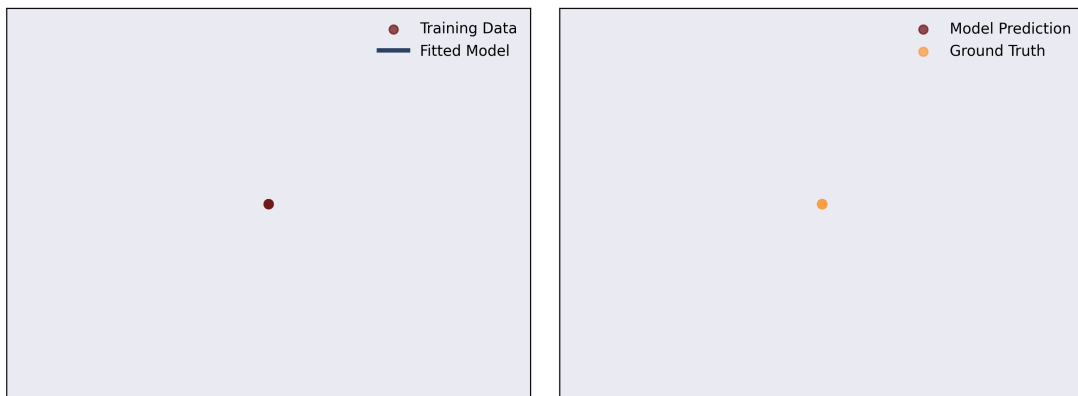 Training Data
Fitted Model
Model Prediction
Ground Truth